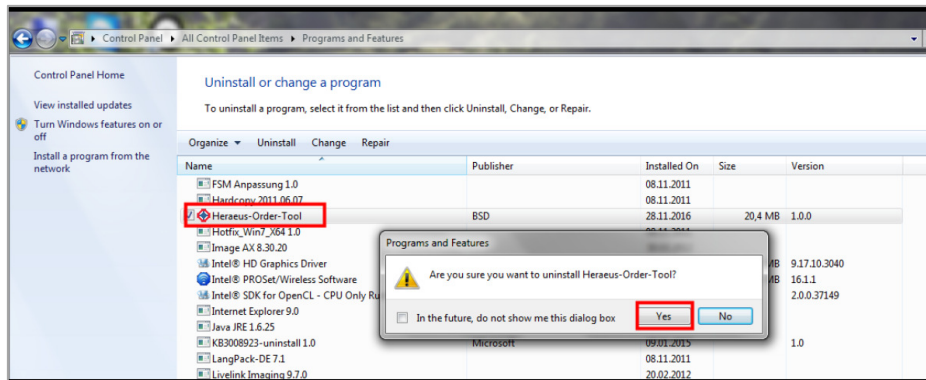 Control Panel ▸ All Control Panel Items ▸ Programs and Features
Control Panel Home
View installed updates
Turn Windows features on or
off
Install a program from the
network
Uninstall or change a program
To uninstall a program, select it from the list and then click Uninstall, Change, or Repair.
Organize Uninstall Change Repair
Name Publisher Installed On Size Version
FSM Anpassung 1.0 08.11.2011
Hardcopy 2011.06.07 08.11.2011
Heraeus-Order-Tool BSD 28.11.2016 20,4 MB 1.0.0
Hotfix_Win7_X64 1.0
Image AX 8.30.20
Intel® HD Graphics Driver MB 9.17.10.3040
Intel® PROSet/Wireless Software MB 16.1.1
Intel® SDK for OpenCL - CPU Only Ru 2.0.0.37149
Internet Explorer 9.0
Java JRE 1.6.25
KB3008923-uninstall 1.0 Microsoft 09.01.2015 1.0
LangPack-DE 7.1 08.11.2011
Livelink Imaging 9.7.0 20.02.2012
Programs and Features
Are you sure you want to uninstall Heraeus-Order-Tool?
In the future, do not show me this dialog box Yes No